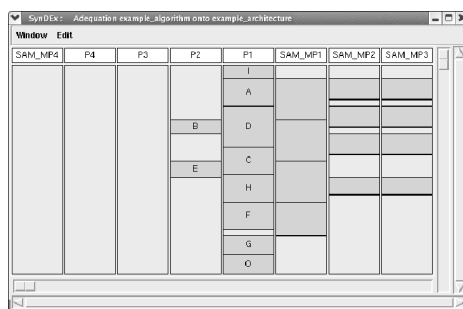 SynDEx : Adequation example_algorithm onto example_architecture
Window Edit
SAM_MP4 P4 P3 P2 P1 SAM_MP1 SAM_MP2 SAM_MP3
I
A
B D
C
E
H
F
G
O